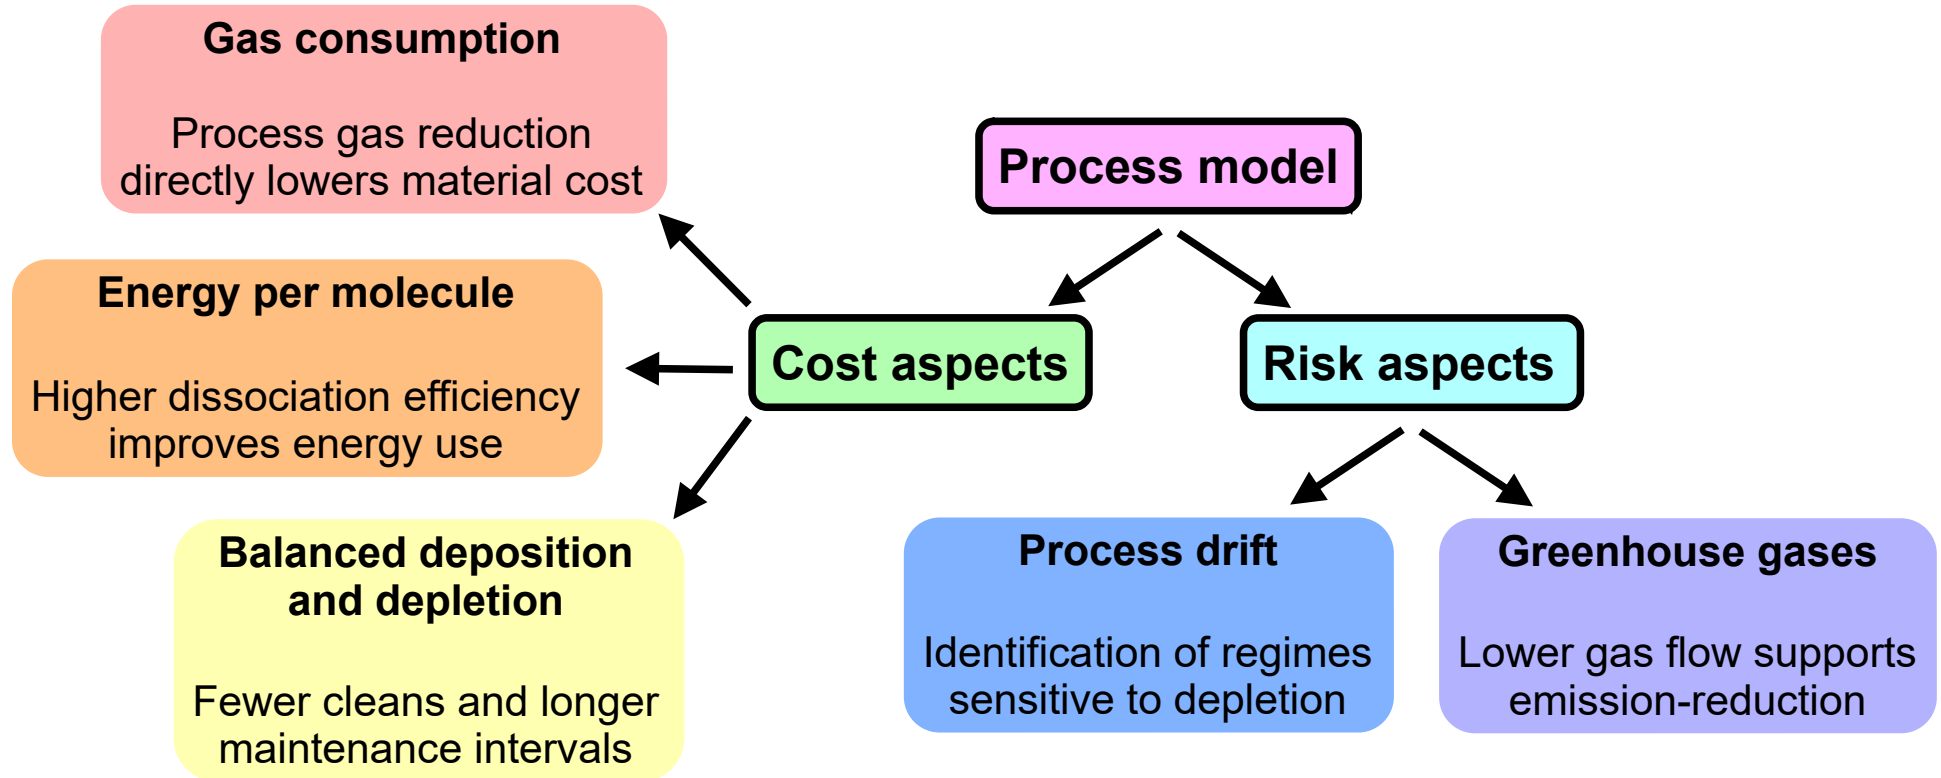 Gas consumption
Process gas reduction
directly lowers material cost
Process model
Energy per molecule
Higher dissociation efficiency
improves energy use
Cost aspects
Risk aspects
Balanced deposition
and depletion
Fewer cleans and longer
maintenance intervals
Process drift
Identification of regimes
sensitive to depletion
Greenhouse gases
Lower gas flow supports
emission-reduction